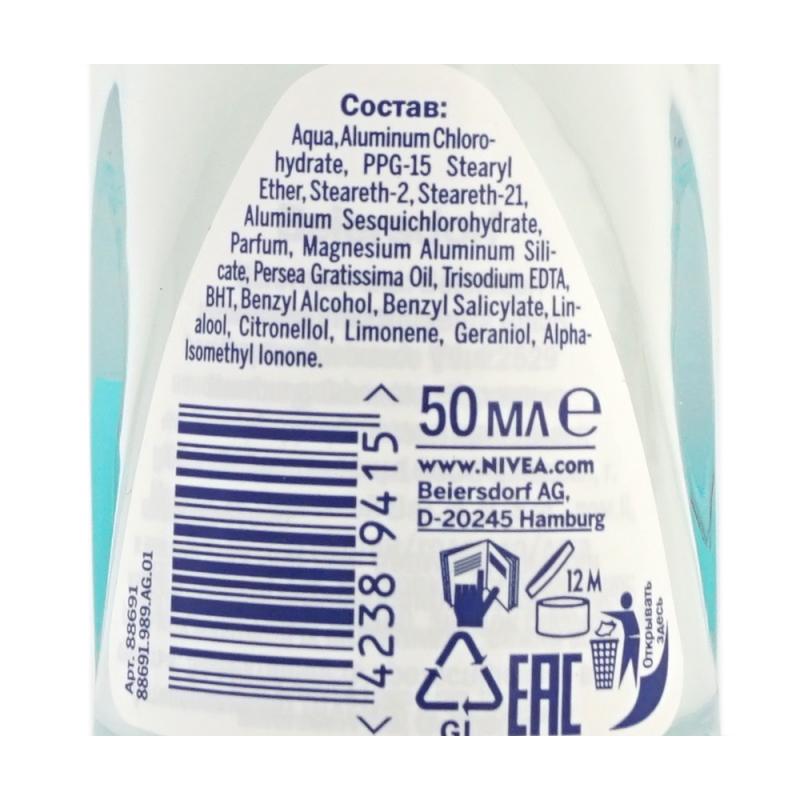 Состав:
Aqua, Aluminum Chloro-
hydrate, PPG-15 Stearyl
Ether, Steareth-2, Steareth-21,
Aluminum Sesquichlorohydrate,
Parfum, Magnesium Aluminum Sili-
cate, Persea Gratissima Oil, Trisodium EDTA,
BHT, Benzyl Alcohol, Benzyl Salicylate, Lin-
alool, Citronellol, Limonene, Geraniol, Alpha-
Isomethyl Ionone.
50 МЛ e
www.NIVEA.com
Beiersdorf AG,
D-20245 Hamburg
12 M
Открывать
здесь
EAC
GL
< 4238 9415 >
Арт. 88691
88691.989.AG.01